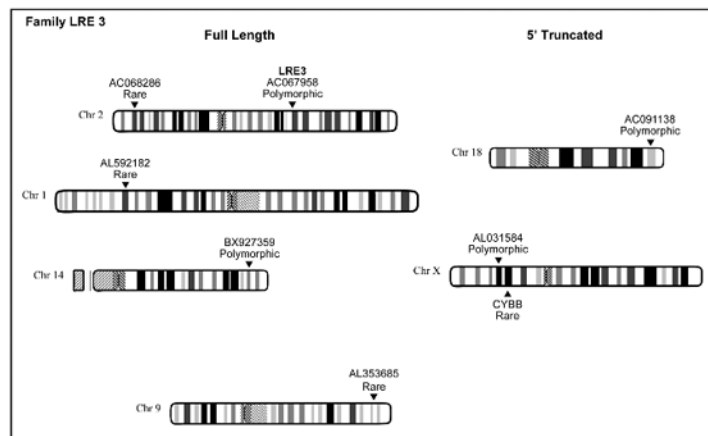 Family LRE 3
Full Length
5' Truncated
LRE3
AC068286
Rare
AC067958
Polymorphic
Chr 2
AC091138
Polymorphic
Chr 18
AL592182
Rare
Chr 1
BX927359
Polymorphic
Chr 14
AL031584
Polymorphic
Chr X
CYBB
Rare
AL353685
Rare
Chr 9